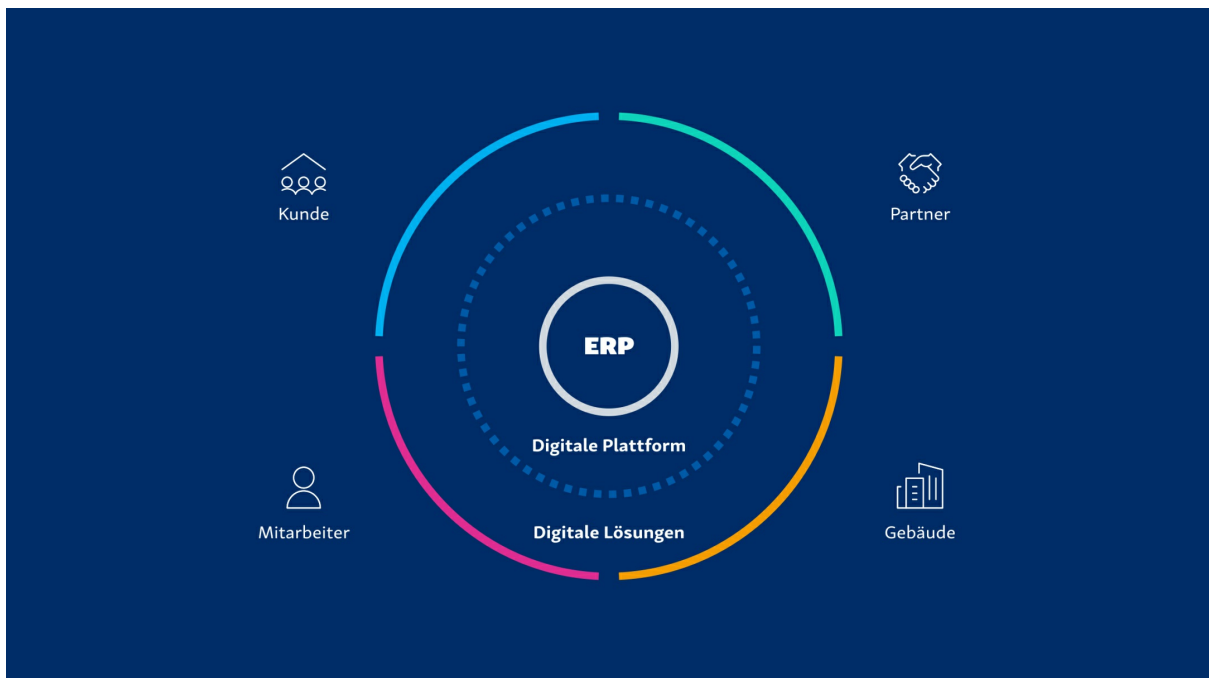 Kunde
Partner
ERP
Digitale Plattform
Mitarbeiter
Digitale Lösungen
Gebäude